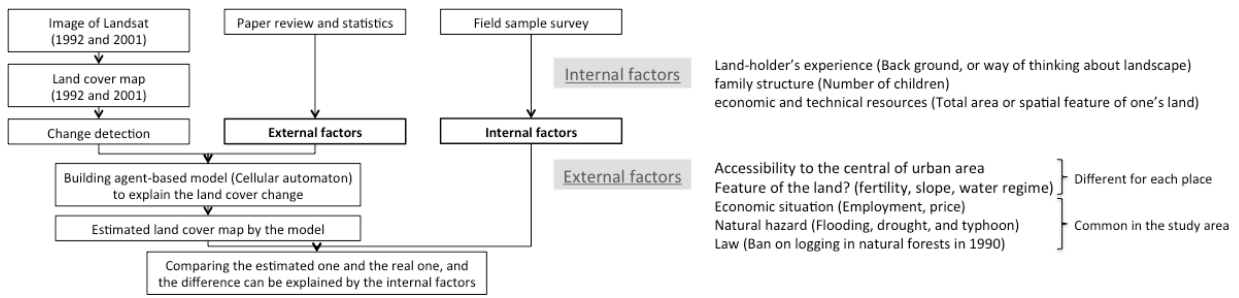 Image of Landsat
(1992 and 2001)
Paper review and statistics
Field sample survey
Land cover map
(1992 and 2001)
Change detection
External factors
Internal factors
Building agent-based model (Cellular automaton)
to explain the land cover change
Estimated land cover map by the model
Comparing the estimated one and the real one, and
the difference can be explained by the internal factors
Internal factors
Land-holder's experience (Back ground, or way of thinking about landscape)
family structure (Number of children)
economic and technical resources (Total area or spatial feature of one's land)
External factors
Accessibility to the central of urban area
Feature of the land? (fertility, slope, water regime)
Different for each place
Economic situation (Employment, price)
Natural hazard (Flooding, drought, and typhoon)
Law (Ban on logging in natural forests in 1990)
Common in the study area